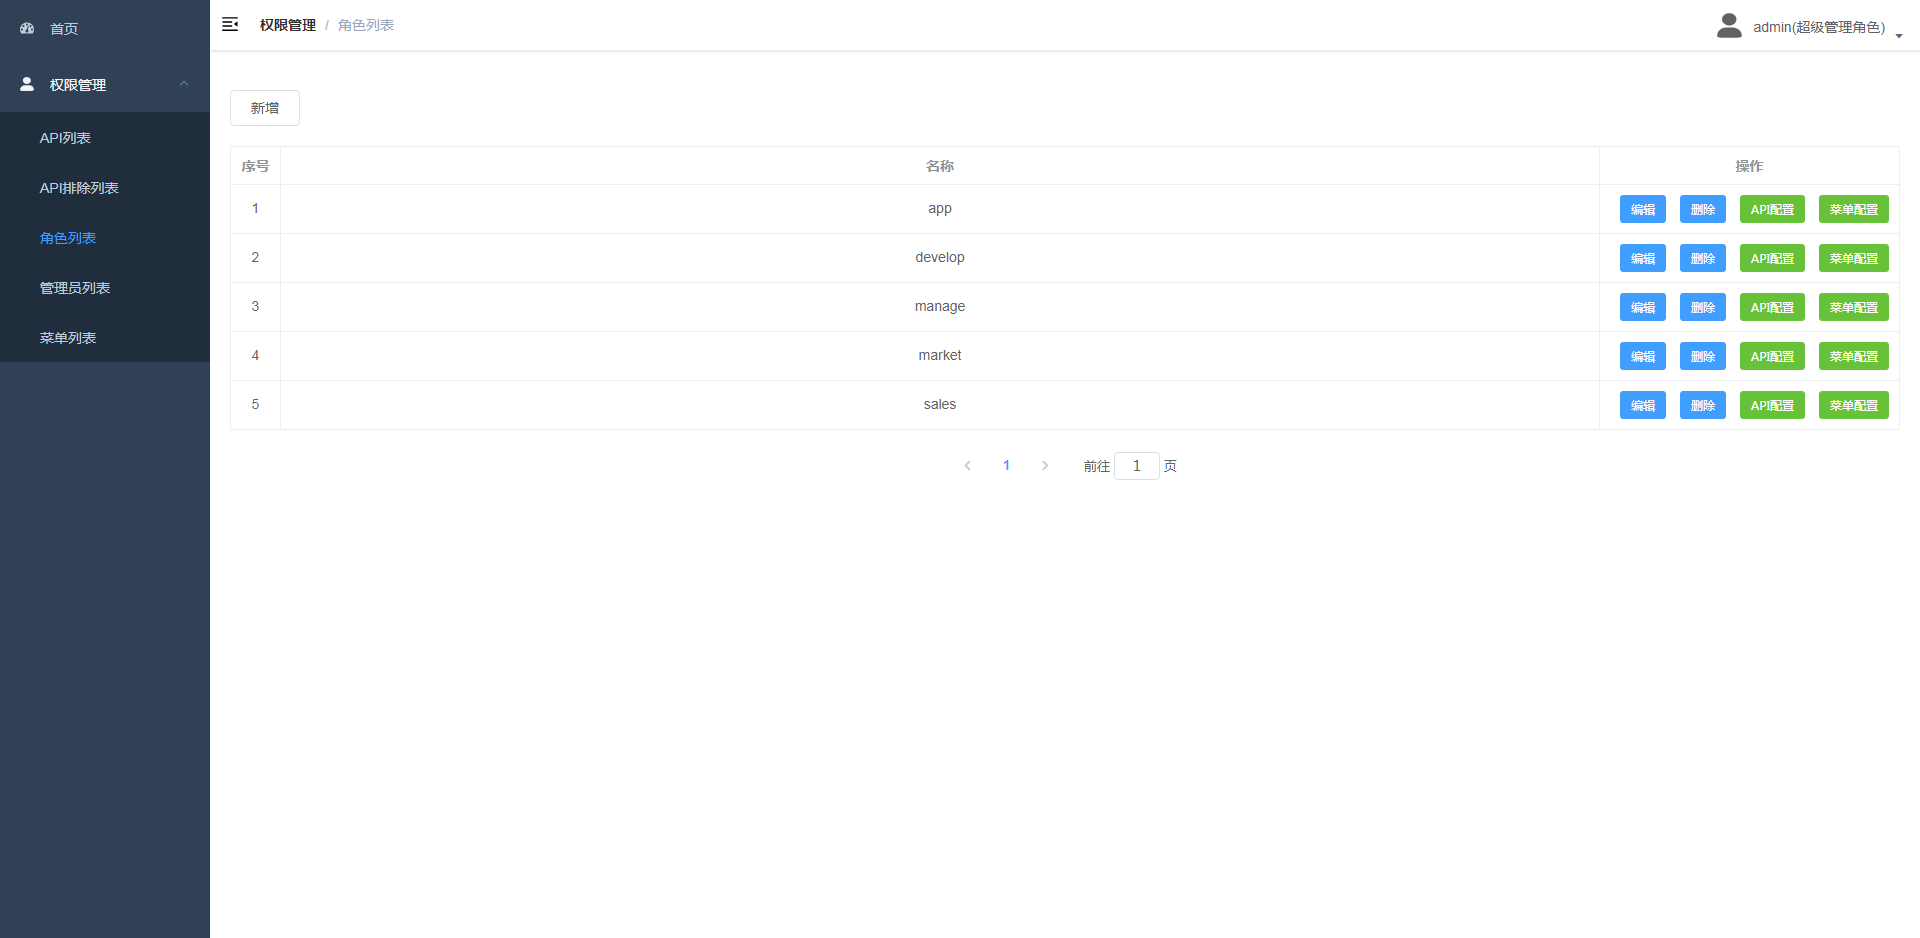 首页
权限管理
API列表
API排除列表
角色列表
管理员列表
菜单列表
权限管理 / 角色列表
admin(超级管理角色)
新增
序号 名称 操作
1 app 编辑 删除 API配置 菜单配置
2 develop 编辑 删除 API配置 菜单配置
3 manage 编辑 删除 API配置 菜单配置
4 market 编辑 删除 API配置 菜单配置
5 sales 编辑 删除 API配置 菜单配置
1 前往 1 页